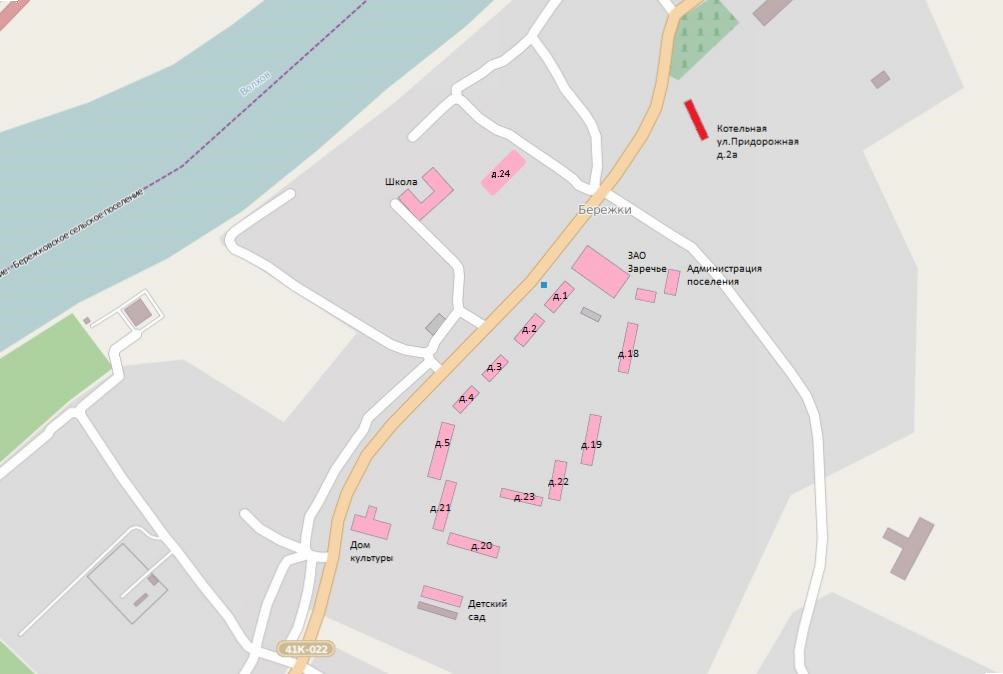 Волхов
Бережковское сельское поселение
Котельная
ул.Придорожная
д.2а
д.24
Школа
Бережки
ЗАО
Заречье
Администрация
поселения
д.1
д.2
д.18
д.3
д.4
д.5
д.19
д.22
д.23
д.21
д.20
Дом
культуры
Детский
сад
41К-022